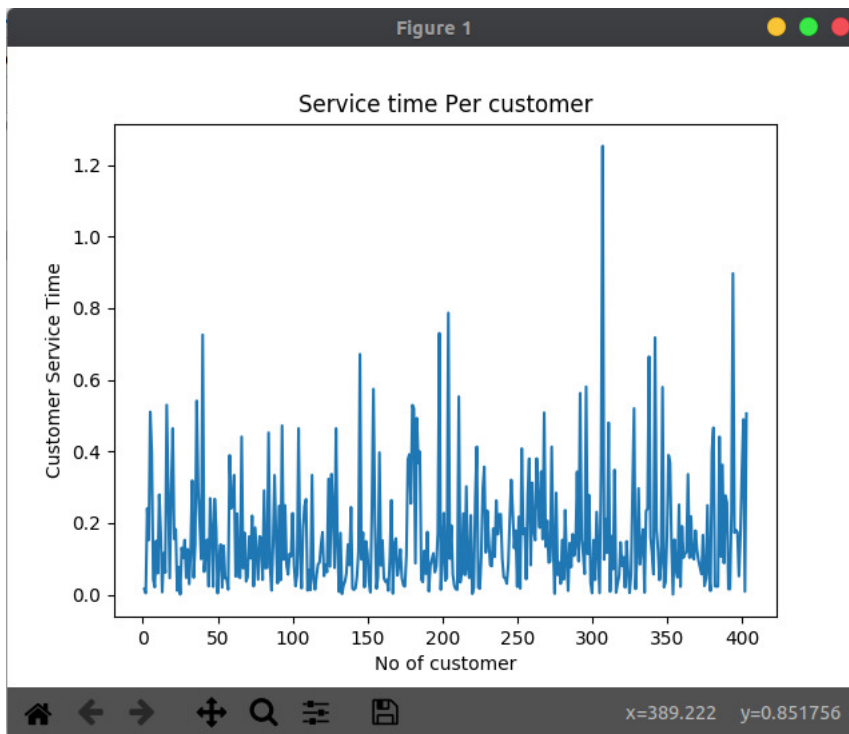 Figure 1
Service time Per customer
1.2
1.0
0.8
0.6
0.4
0.2
0.0
Customer Service Time
0 50 100 150 200 250 300 350 400
No of customer
x=389.222 y=0.851756